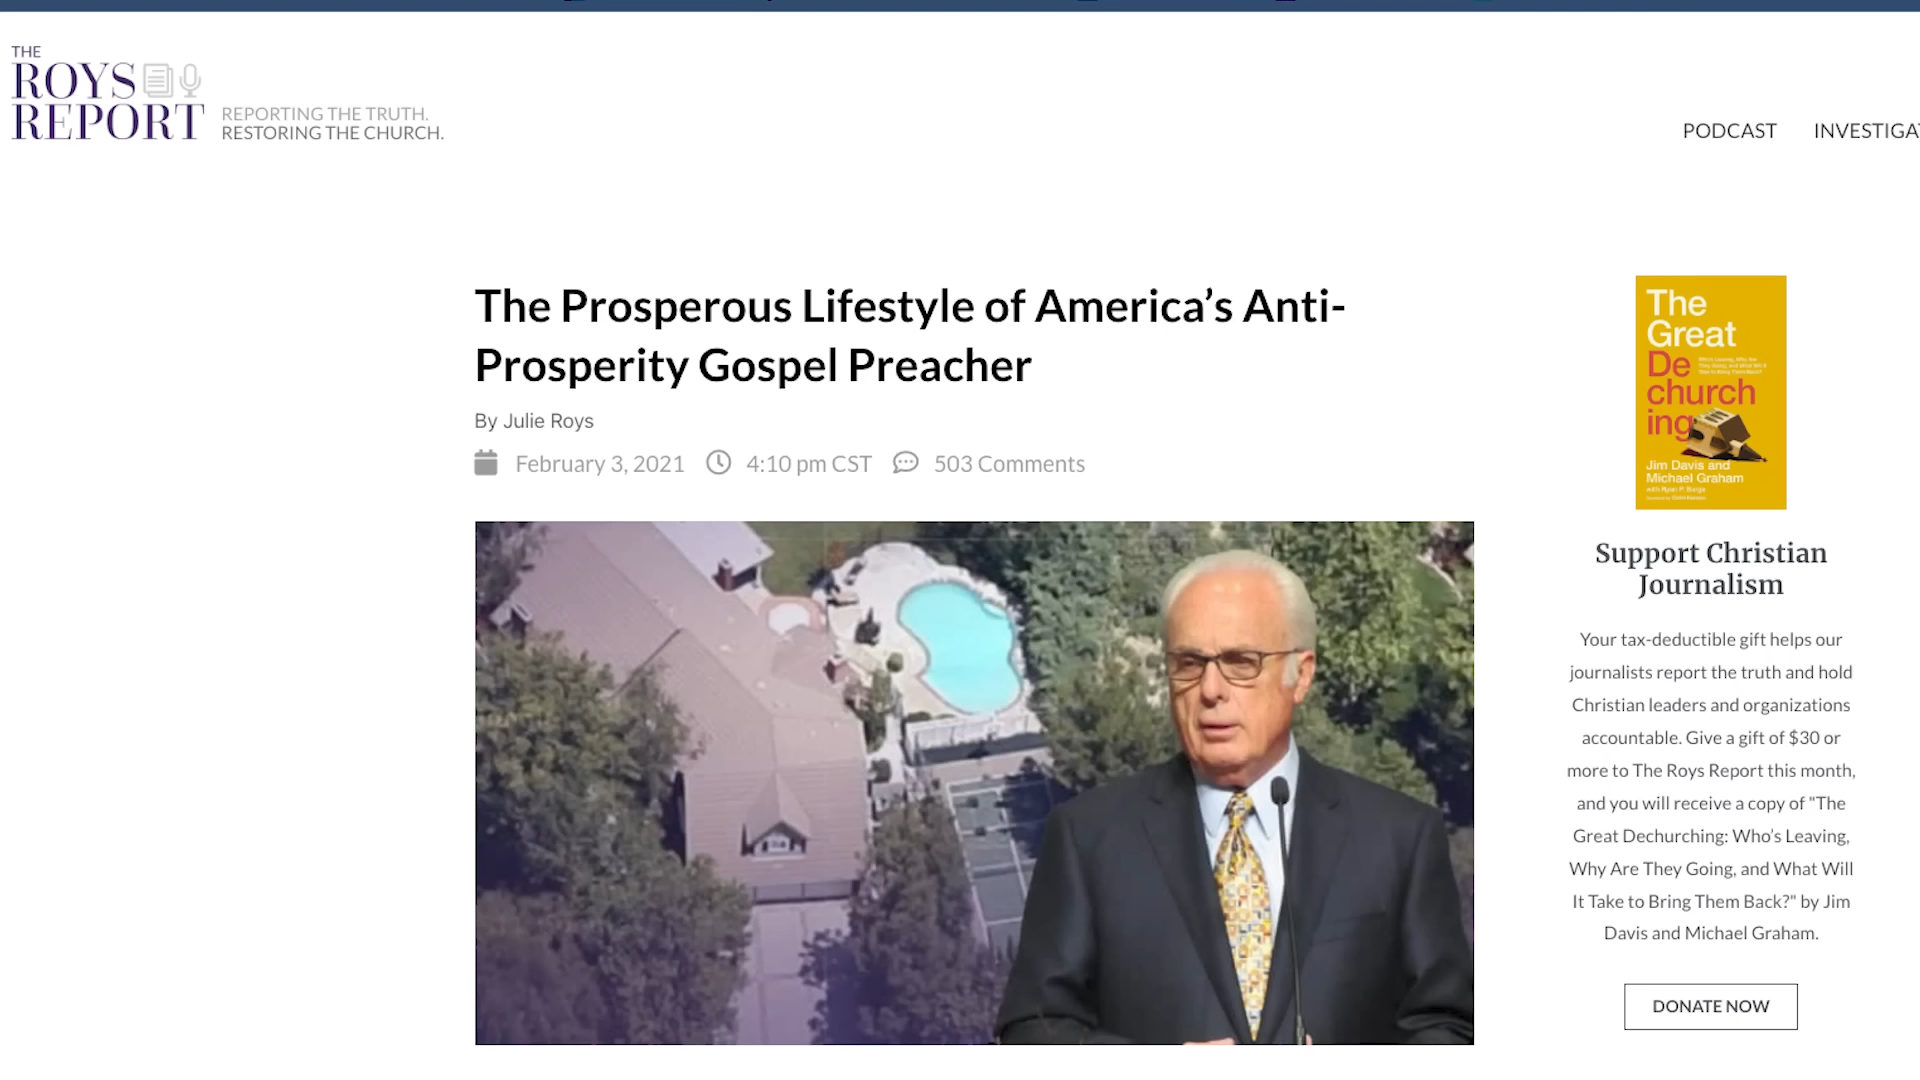 THE
ROYS
REPORT
REPORTING THE TRUTH.
RESTORING THE CHURCH.
PODCAST
INVESTIGAT
The Prosperous Lifestyle of America’s Anti-
Prosperity Gospel Preacher
By Julie Roys
February 3, 2021
4:10 pm CST
503 Comments
The
Great
De
church
ing
Jim Davis and
Michael Graham
Support Christian
Journalism
Your tax-deductible gift helps our
journalists report the truth and hold
Christian leaders and organizations
accountable. Give a gift of $30 or
more to The Roys Report this month,
and you will receive a copy of "The
Great Dechurching: Who’s Leaving,
Why Are They Going, and What Will
It Take to Bring Them Back?" by Jim
Davis and Michael Graham.
DONATE NOW